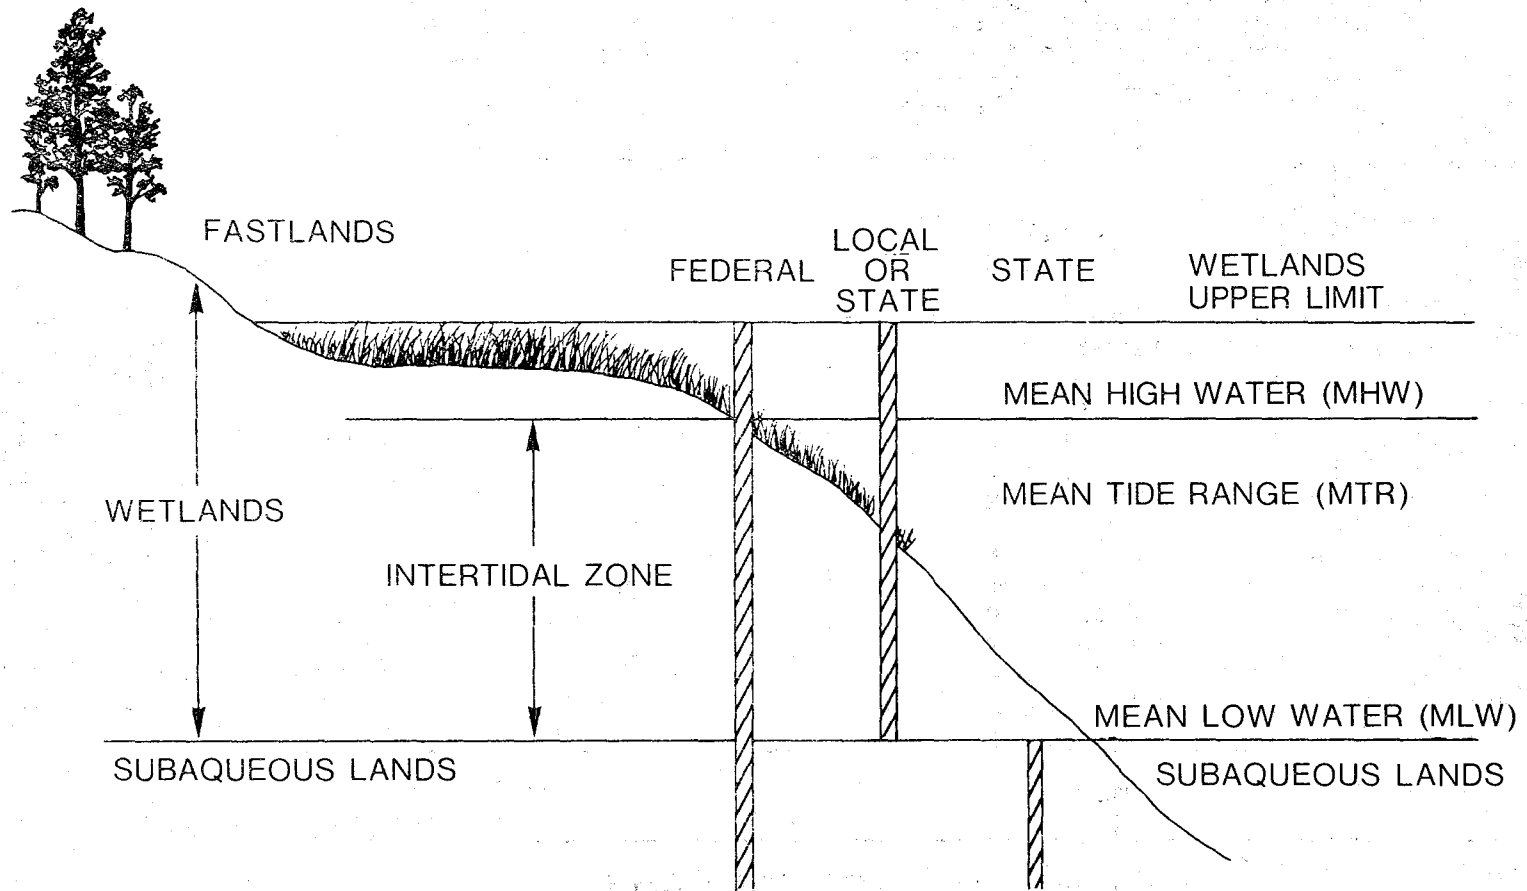 FASTLANDS
FEDERAL
LOCAL
OR
STATE
STATE
WETLANDS
UPPER LIMIT
MEAN HIGH WATER (MHW)
MEAN TIDE RANGE (MTR)
WETLANDS
INTERTIDAL ZONE
MEAN LOW WATER (MLW)
SUBAQUEOUS LANDS
SUBAQUEOUS LANDS